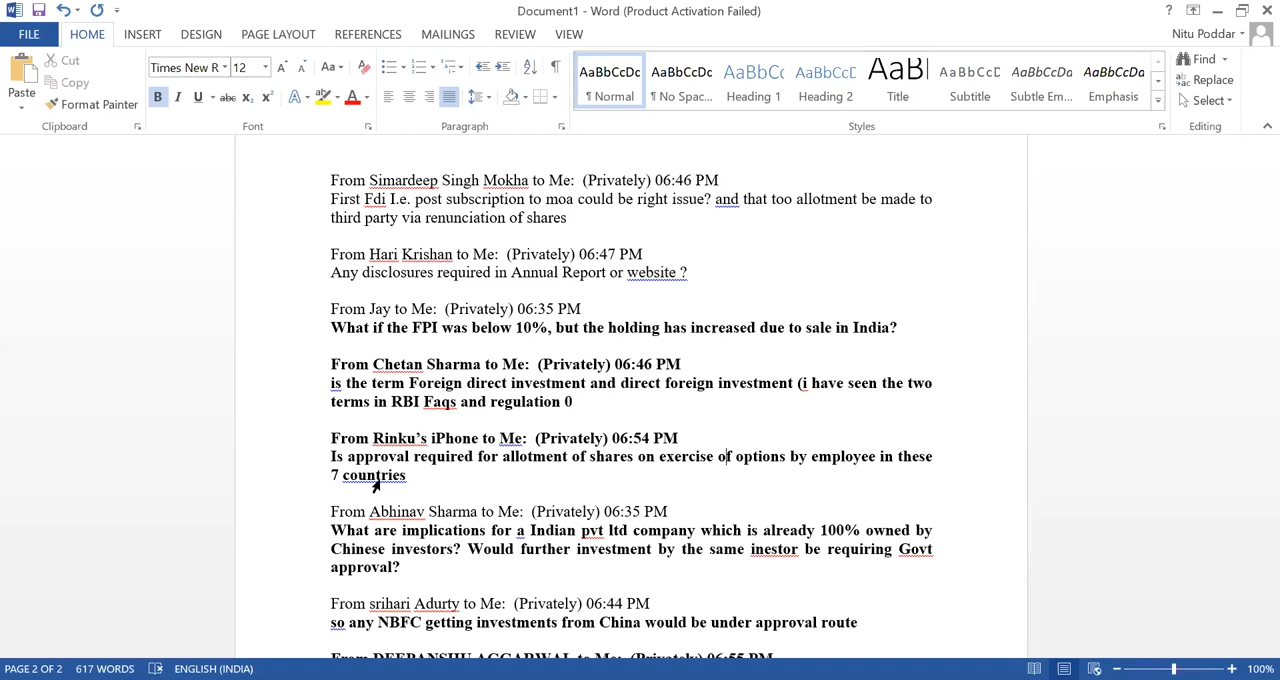 Document1 - Word (Product Activation Failed)
FILE HOME INSERT DESIGN PAGE LAYOUT REFERENCES MAILINGS REVIEW VIEW Nitu Poddar
Paste Cut Copy Format Painter
Times New R 12
AaBbCcDc AaBbCcDc AaBbCc AaBbCcD AaBl AaBbCcD AaBbCcDa AaBbCcDa
¶ Normal ¶ No Spac... Heading 1 Heading 2 Title Subtitle Subtle Em... Emphasis
Find Replace Select
Clipboard Font Paragraph Styles Editing
From Simardeep Singh Mokha to Me: (Privately) 06:46 PM
First Fdi I.e. post subscription to moa could be right issue? and that too allotment be made to
third party via renunciation of shares
From Hari Krishan to Me: (Privately) 06:47 PM
Any disclosures required in Annual Report or website ?
From Jay to Me: (Privately) 06:35 PM
What if the FPI was below 10%, but the holding has increased due to sale in India?
From Chetan Sharma to Me: (Privately) 06:46 PM
is the term Foreign direct investment and direct foreign investment (i have seen the two
terms in RBI Faqs and regulation 0
From Rinku’s iPhone to Me: (Privately) 06:54 PM
Is approval required for allotment of shares on exercise of options by employee in these
7 countries
From Abhinav Sharma to Me: (Privately) 06:35 PM
What are implications for a Indian pvt ltd company which is already 100% owned by
Chinese investors? Would further investment by the same inestor be requiring Govt
approval?
From srihari Adurty to Me: (Privately) 06:44 PM
so any NBFC getting investments from China would be under approval route
From DEEPANSHU AGGARWAL to Me: (Privately) 06:55 PM
PAGE 2 OF 2 617 WORDS ENGLISH (INDIA) 100%